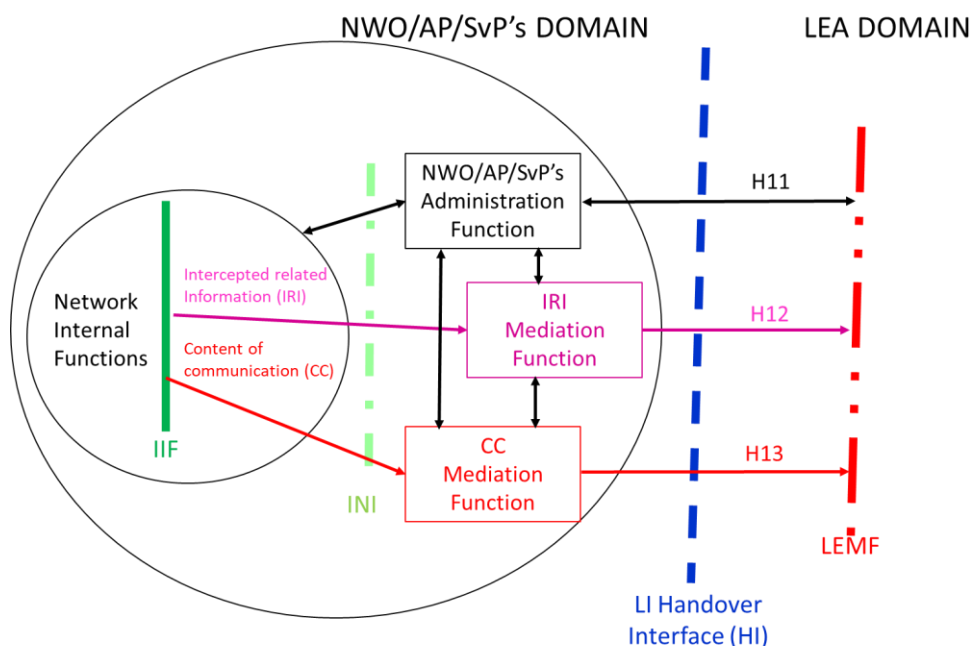 NWO/AP/SvP's DOMAIN
LEA DOMAIN
NWO/AP/SvP's
Administration
Function
H11
Intercepted related
Information (IRI)
Network
Internal
Functions
IRI
Mediation
Function
H12
Content of
communication (CC)
IIF
INI
CC
Mediation
Function
H13
LEMF
LI Handover
Interface (HI)